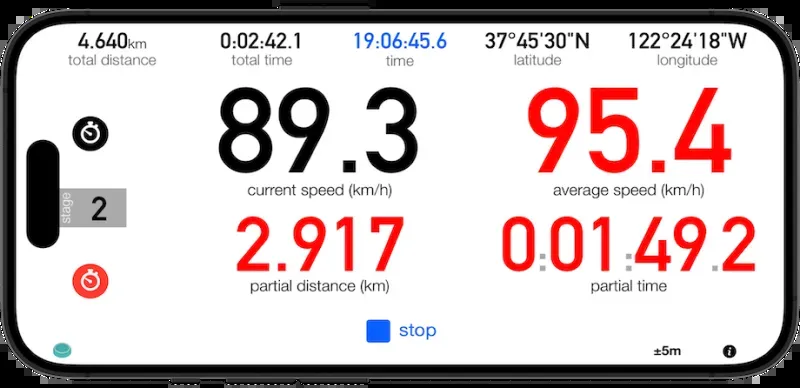 4.640km 0:02:42.1 19:06:45.6 37°45'30"N 122°24'18"W
total distance total time time latitude longitude
89.3 95.4
current speed (km/h) average speed (km/h)
stage 2
2.917 0:01:49.2
partial distance (km) partial time
stop
±5m i